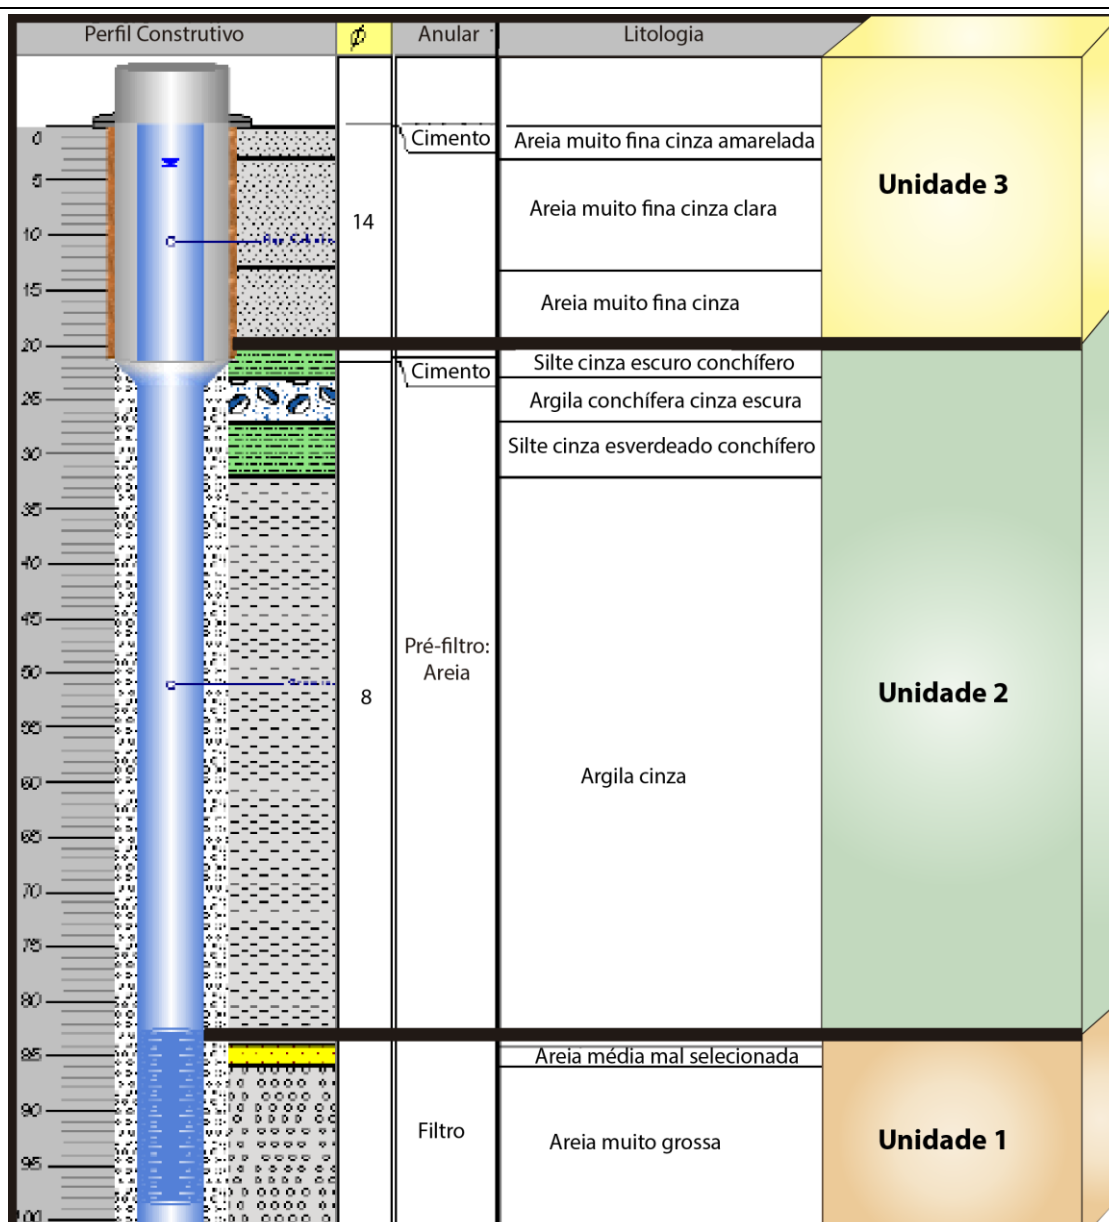 Perfil Construtivo
ϕ
Anular
Litologia
0
5
10
15
20
25
30
35
40
45
50
55
60
65
70
75
80
85
90
95
100
14
8
Cimento
Cimento
Pré-filtro:
Areia
Filtro
Areia muito fina cinza amarelada
Areia muito fina cinza clara
Areia muito fina cinza
Silte cinza escuro conchífero
Argila conchífera cinza escura
Silte cinza esverdeado conchífero
Argila cinza
Areia média mal selecionada
Areia muito grossa
Unidade 3
Unidade 2
Unidade 1